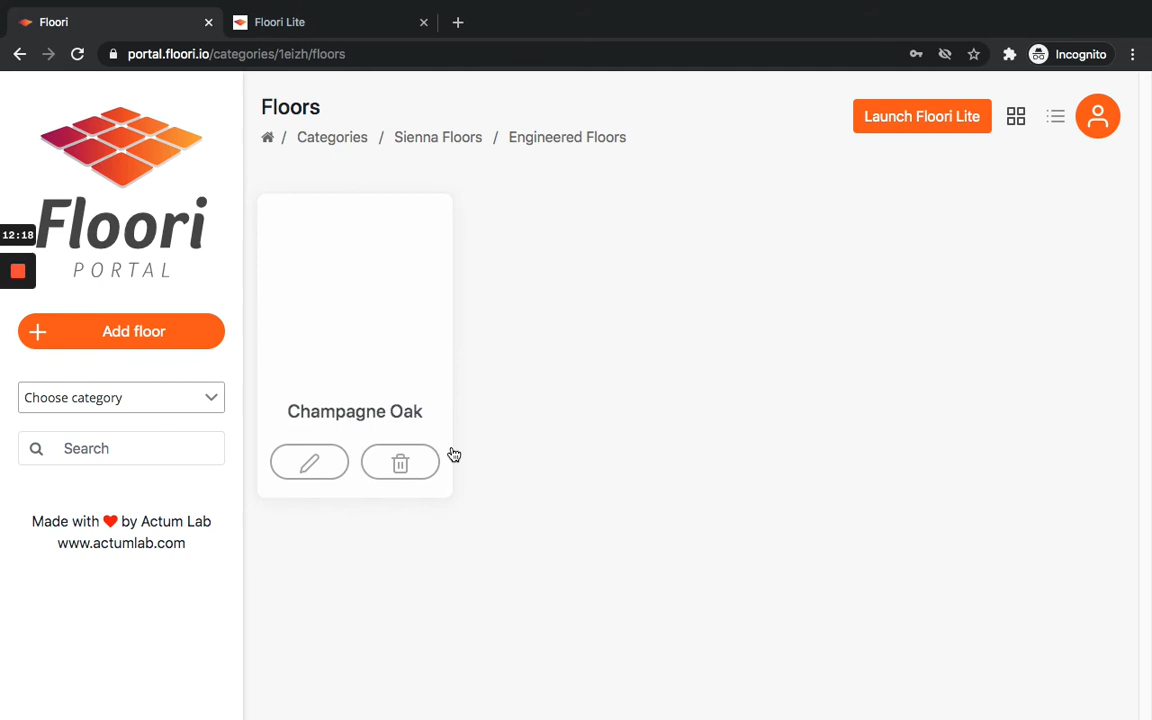 Floori
Floori Lite
portal.floori.io/categories/1eizh/floors
Incognito
Floori
PORTAL
12:18
Add floor
Choose category
Search
Made with ❤ by Actum Lab
www.actumlab.com
Floors
/ Categories / Sienna Floors / Engineered Floors
Launch Floori Lite
Champagne Oak